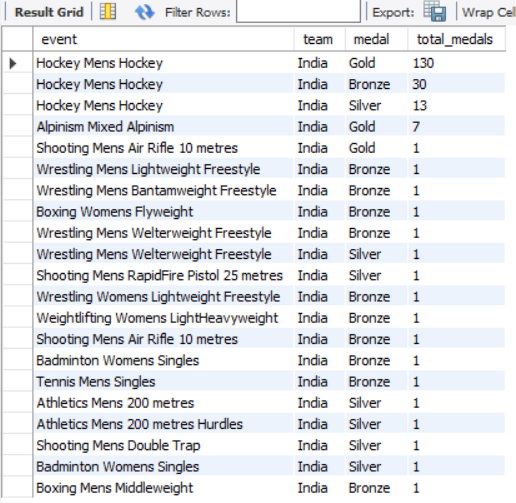 Result Grid Filter Rows: Export: Wrap Cel
event team medal total_medals
Hockey Mens Hockey India Gold 130
Hockey Mens Hockey India Bronze 30
Hockey Mens Hockey India Silver 13
Alpinism Mixed Alpinism India Gold 7
Shooting Mens Air Rifle 10 metres India Gold 1
Wrestling Mens Lightweight Freestyle India Bronze 1
Wrestling Mens Bantamweight Freestyle India Bronze 1
Boxing Womens Flyweight India Bronze 1
Wrestling Mens Welterweight Freestyle India Bronze 1
Wrestling Mens Welterweight Freestyle India Silver 1
Shooting Mens RapidFire Pistol 25 metres India Silver 1
Wrestling Womens Lightweight Freestyle India Bronze 1
Weightlifting Womens LightHeavyweight India Bronze 1
Shooting Mens Air Rifle 10 metres India Bronze 1
Badminton Womens Singles India Bronze 1
Tennis Mens Singles India Bronze 1
Athletics Mens 200 metres India Silver 1
Athletics Mens 200 metres Hurdles India Silver 1
Shooting Mens Double Trap India Silver 1
Badminton Womens Singles India Silver 1
Boxing Mens Middleweight India Bronze 1